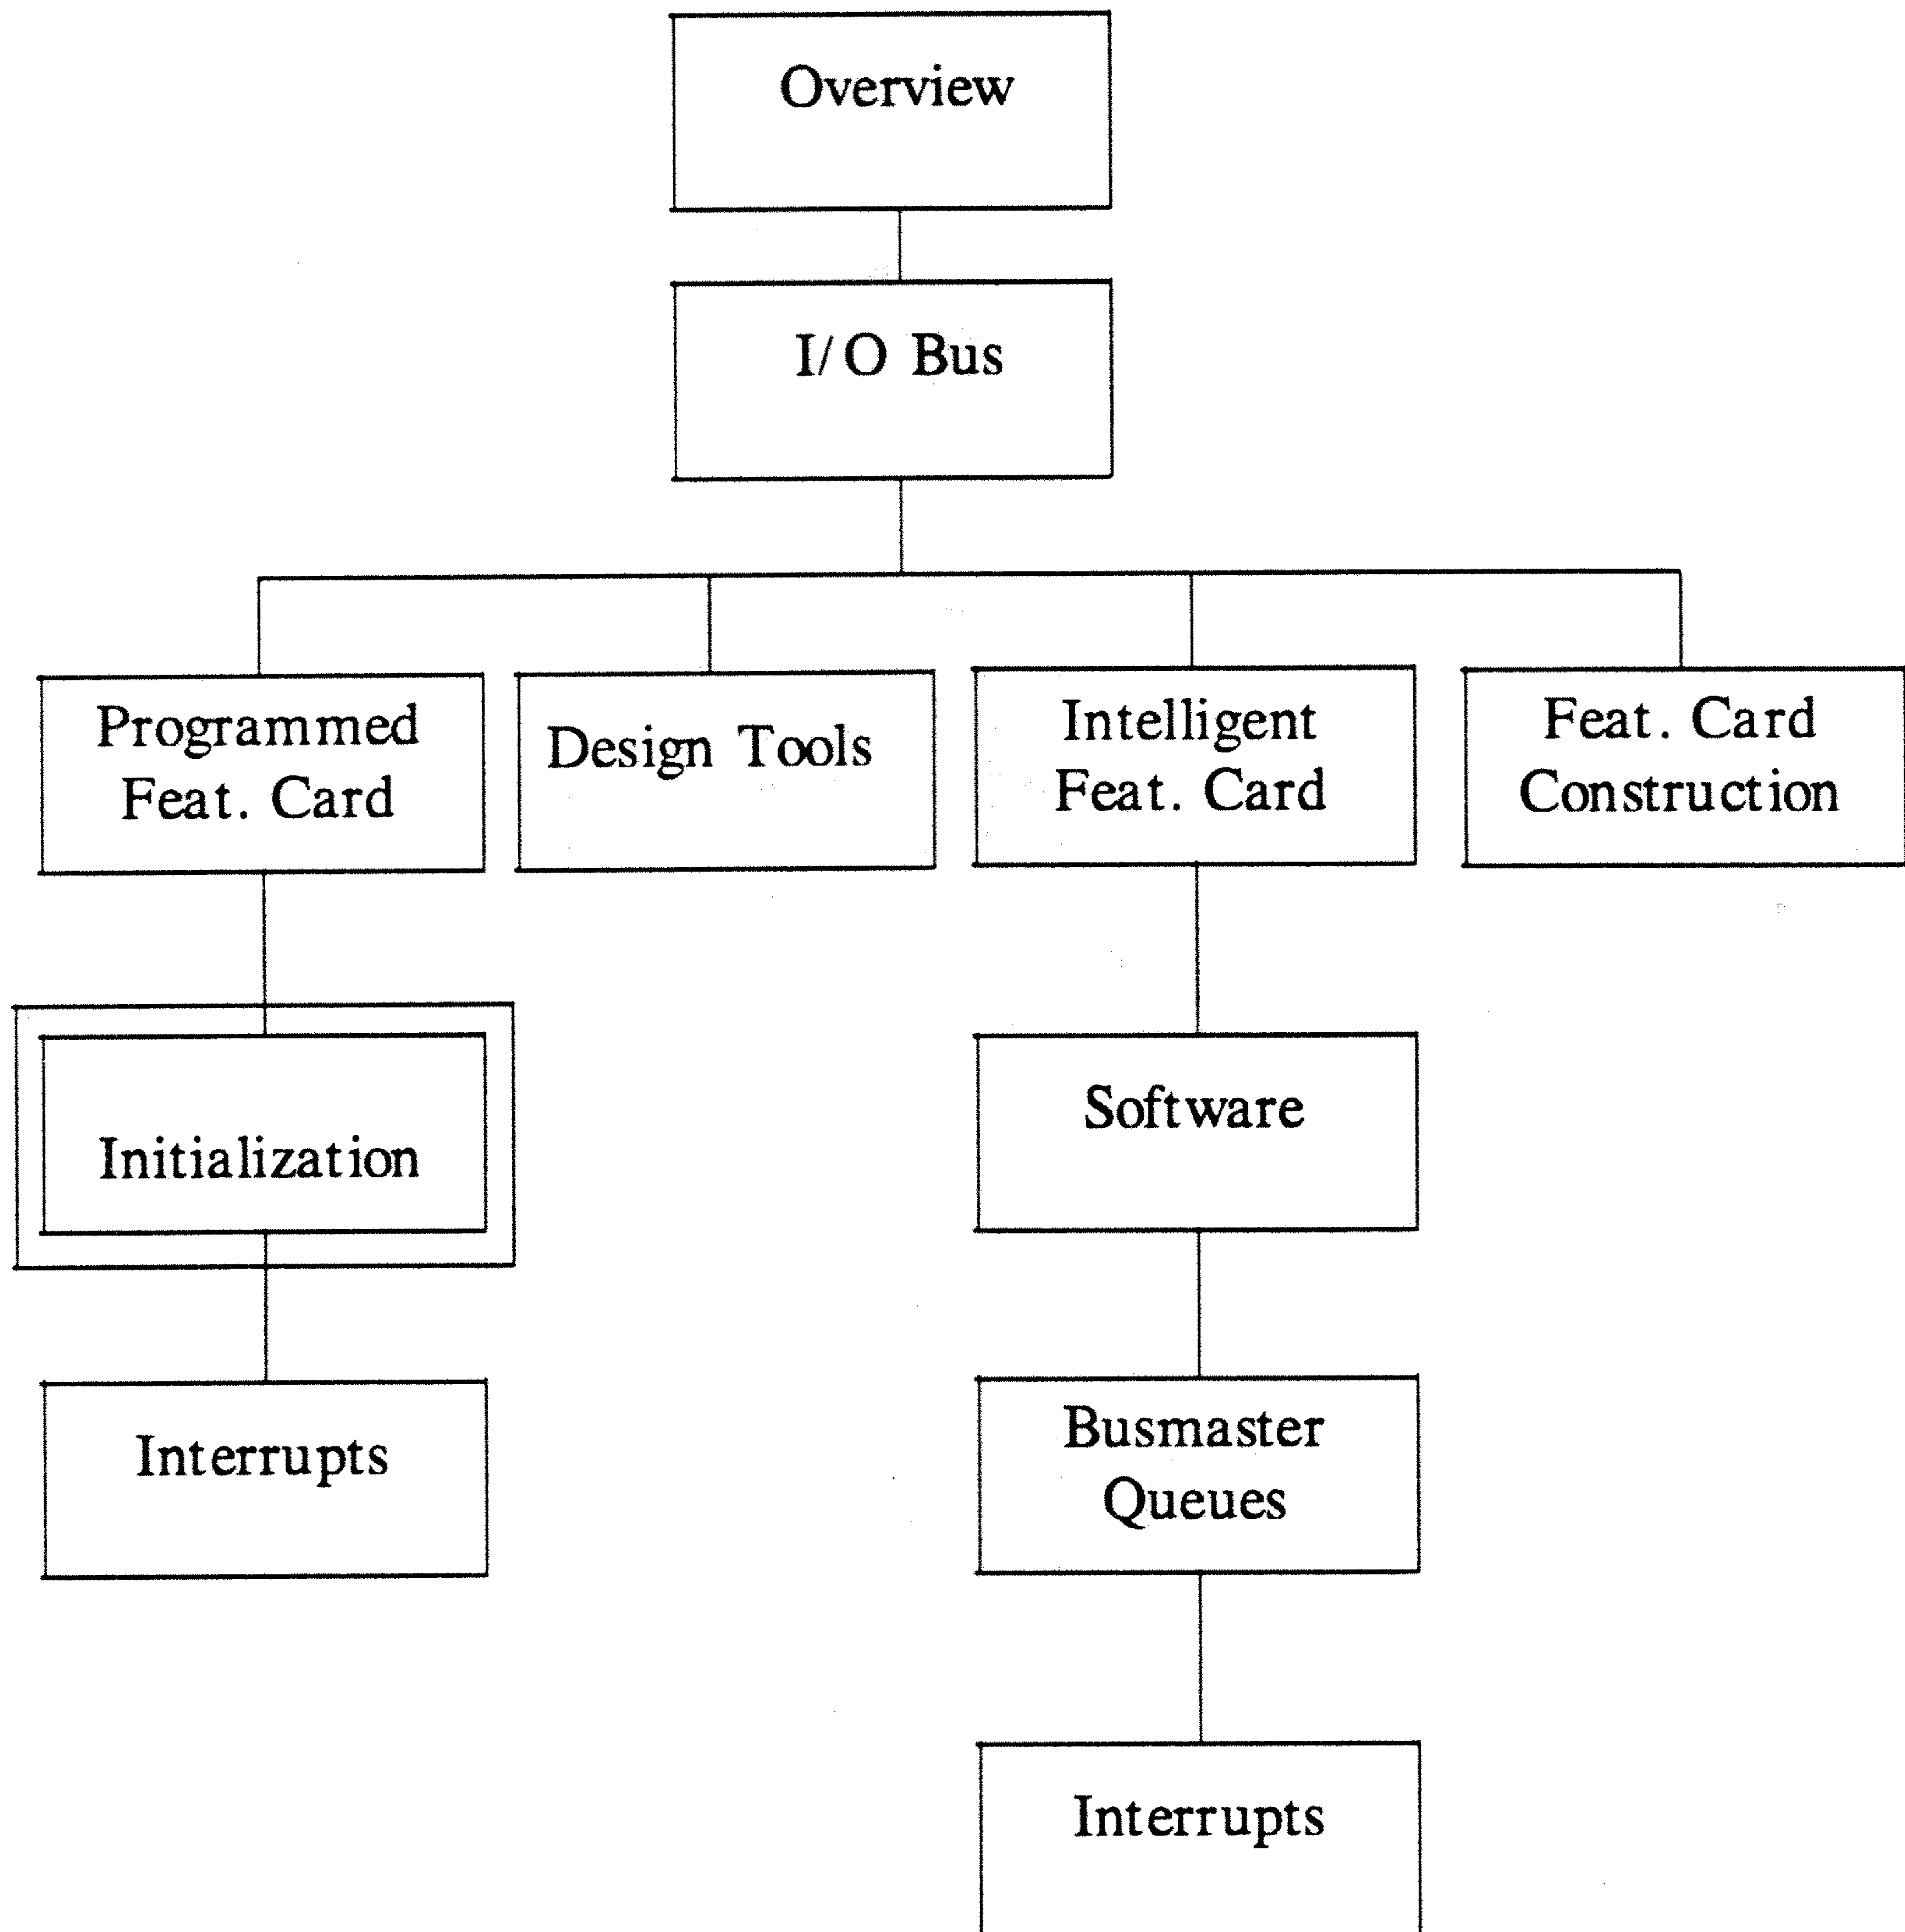 Overview
I/O Bus
Programmed
Feat. Card
Design Tools
Intelligent
Feat. Card
Feat. Card
Construction
Initialization
Software
Interrupts
Busmaster
Queues
Interrupts